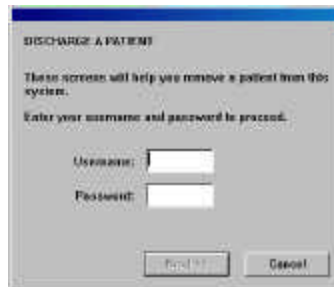 DISCHARGE A PATIENT
These screens will help you remove a patient from this
system.
Enter your username and password to proceed.
Username:
Password:
Cancel